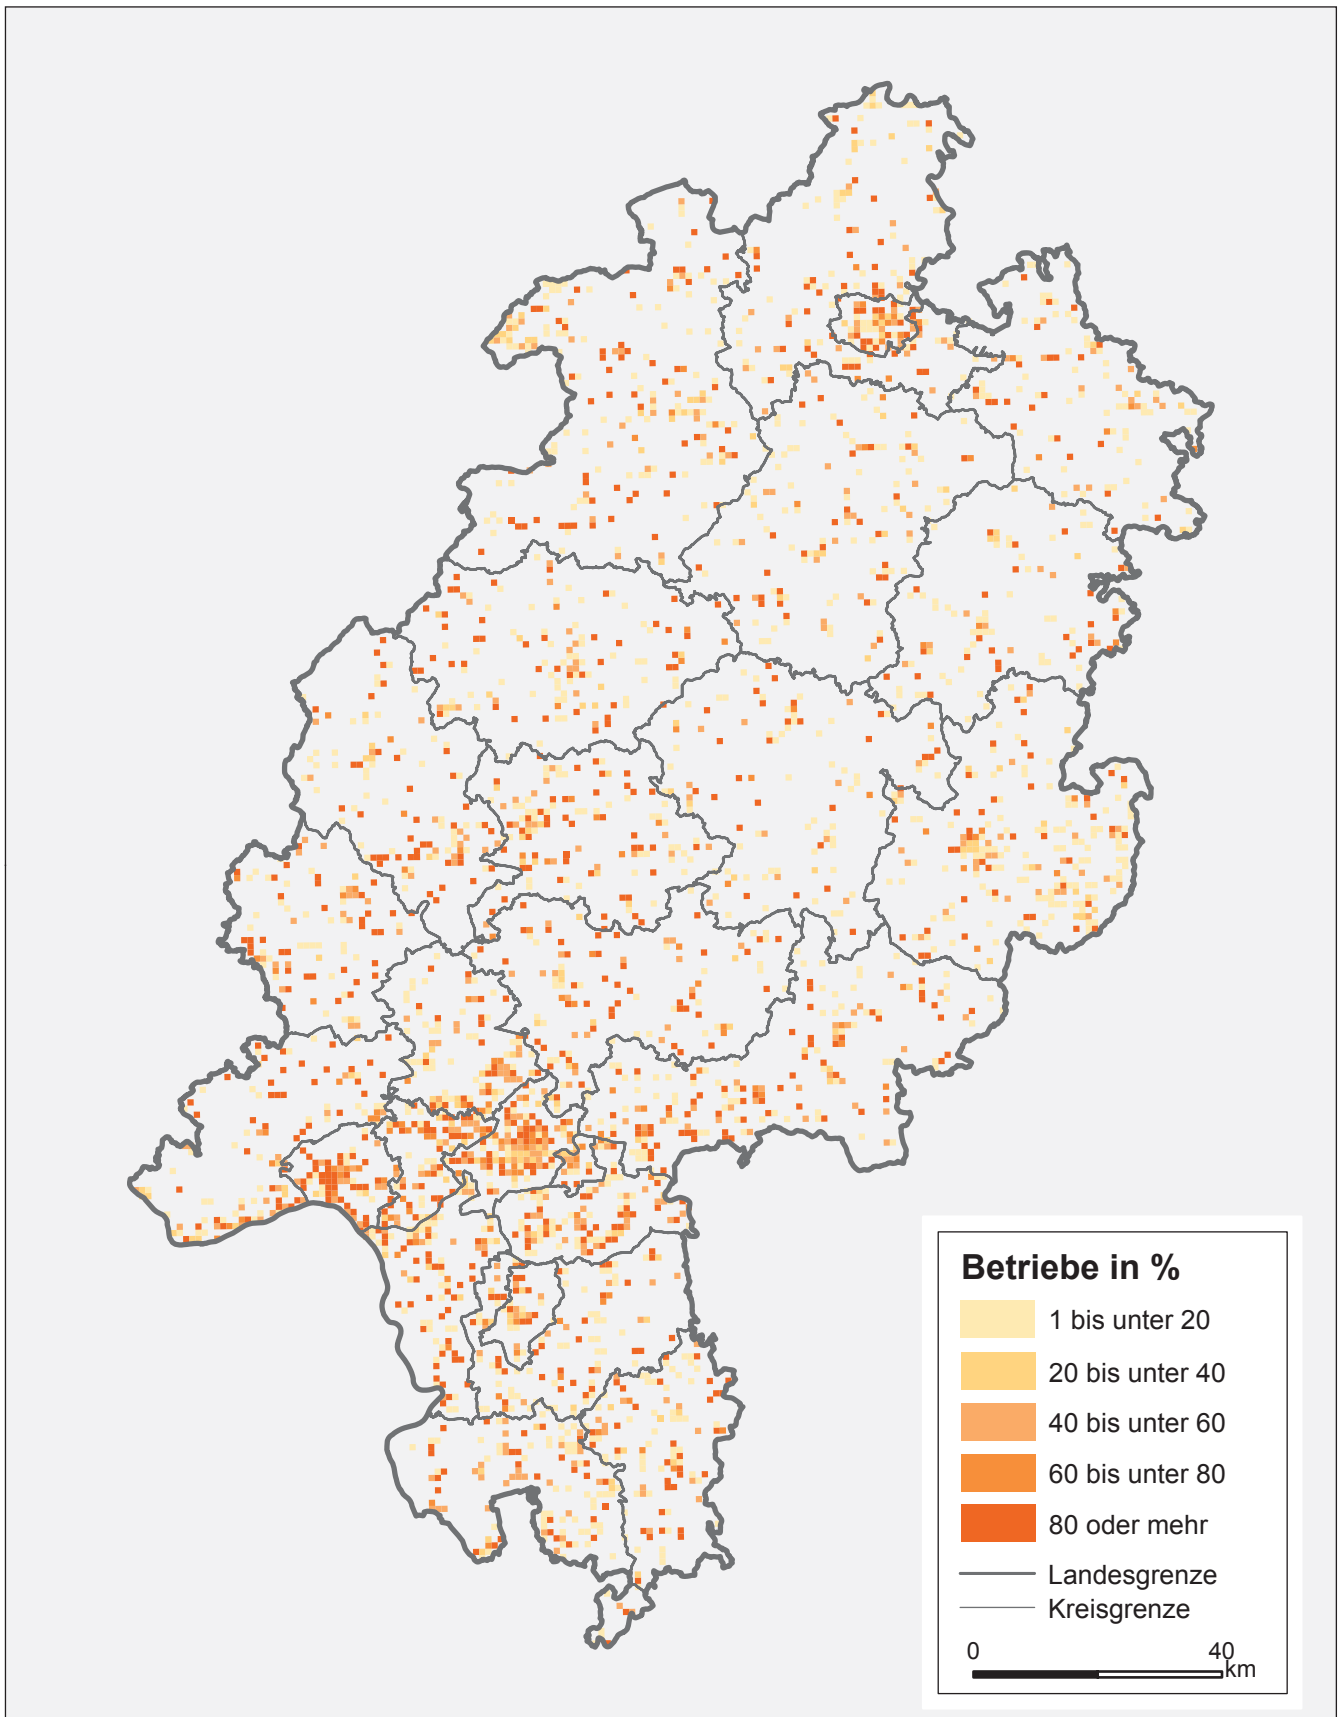 Betriebe in %
1 bis unter 20
20 bis unter 40
40 bis unter 60
60 bis unter 80
80 oder mehr
Landesgrenze
Kreisgrenze
0 40
km